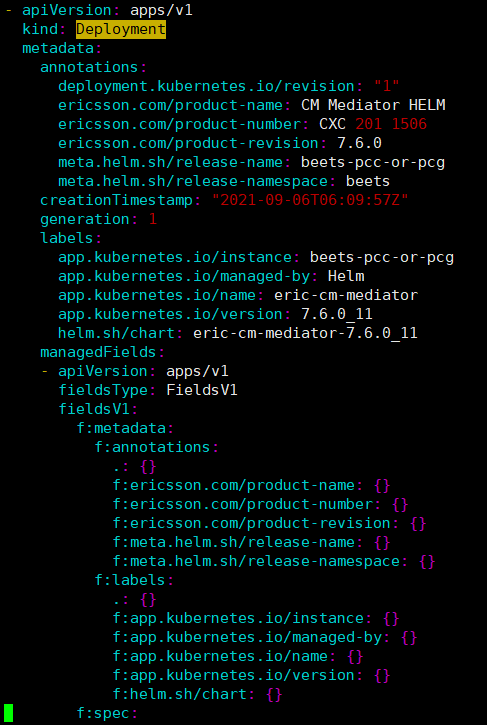 - apiVersion: apps/v1
  kind: Deployment
  metadata:
    annotations:
      deployment.kubernetes.io/revision: "1"
      ericsson.com/product-name: CM Mediator HELM
      ericsson.com/product-number: CXC 201 1506
      ericsson.com/product-revision: 7.6.0
      meta.helm.sh/release-name: beets-pcc-or-pcg
      meta.helm.sh/release-namespace: beets
    creationTimestamp: "2021-09-06T06:09:57Z"
    generation: 1
    labels:
      app.kubernetes.io/instance: beets-pcc-or-pcg
      app.kubernetes.io/managed-by: Helm
      app.kubernetes.io/name: eric-cm-mediator
      app.kubernetes.io/version: 7.6.0_11
      helm.sh/chart: eric-cm-mediator-7.6.0_11
    managedFields:
    - apiVersion: apps/v1
      fieldsType: FieldsV1
      fieldsV1:
        f:metadata:
          f:annotations:
            .: {}
            f:ericsson.com/product-name: {}
            f:ericsson.com/product-number: {}
            f:ericsson.com/product-revision: {}
            f:meta.helm.sh/release-name: {}
            f:meta.helm.sh/release-namespace: {}
          f:labels:
            .: {}
            f:app.kubernetes.io/instance: {}
            f:app.kubernetes.io/managed-by: {}
            f:app.kubernetes.io/name: {}
            f:app.kubernetes.io/version: {}
            f:helm.sh/chart: {}
        f:spec: